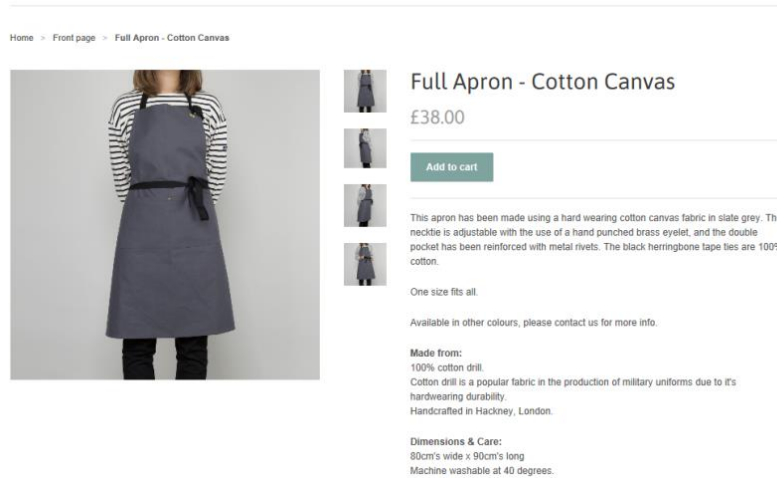 Home > Front page > Full Apron - Cotton Canvas
Full Apron - Cotton Canvas
£38.00
Add to cart
This apron has been made using a hard wearing cotton canvas fabric in slate grey. Th
necktie is adjustable with the use of a hand punched brass eyelet, and the double
pocket has been reinforced with metal rivets. The black herringbone tape ties are 100%
cotton.
One size fits all.
Available in other colours, please contact us for more info.
Made from:
100% cotton drill.
Cotton drill is a popular fabric in the production of military uniforms due to it's
hardwearing durability.
Handcrafted in Hackney, London.
Dimensions & Care:
80cm's wide x 90cm's long
Machine washable at 40 degrees.